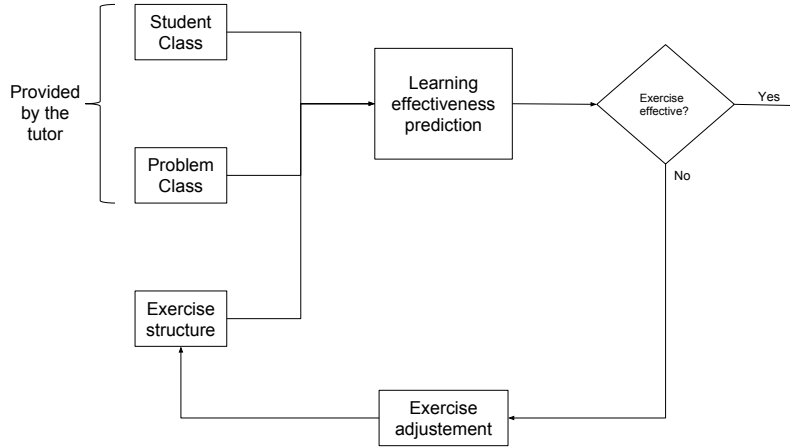 Student
Class
Provided
by the
tutor
Problem
Class
Learning
effectiveness
prediction
Exercise
effective?
Yes
No
Exercise
structure
Exercise
adjustement